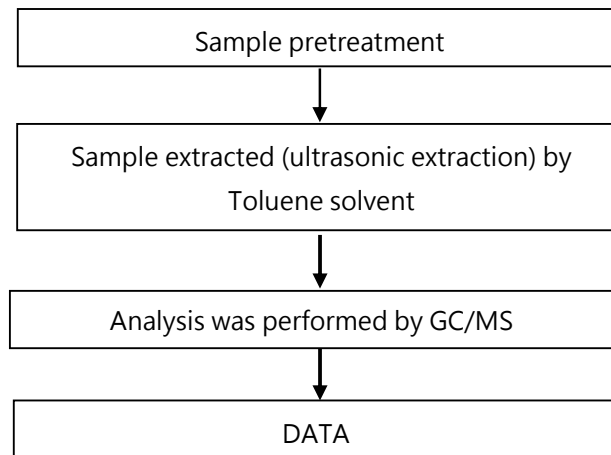 Sample pretreatment
Sample extracted (ultrasonic extraction) by
Toluene solvent
Analysis was performed by GC/MS
DATA